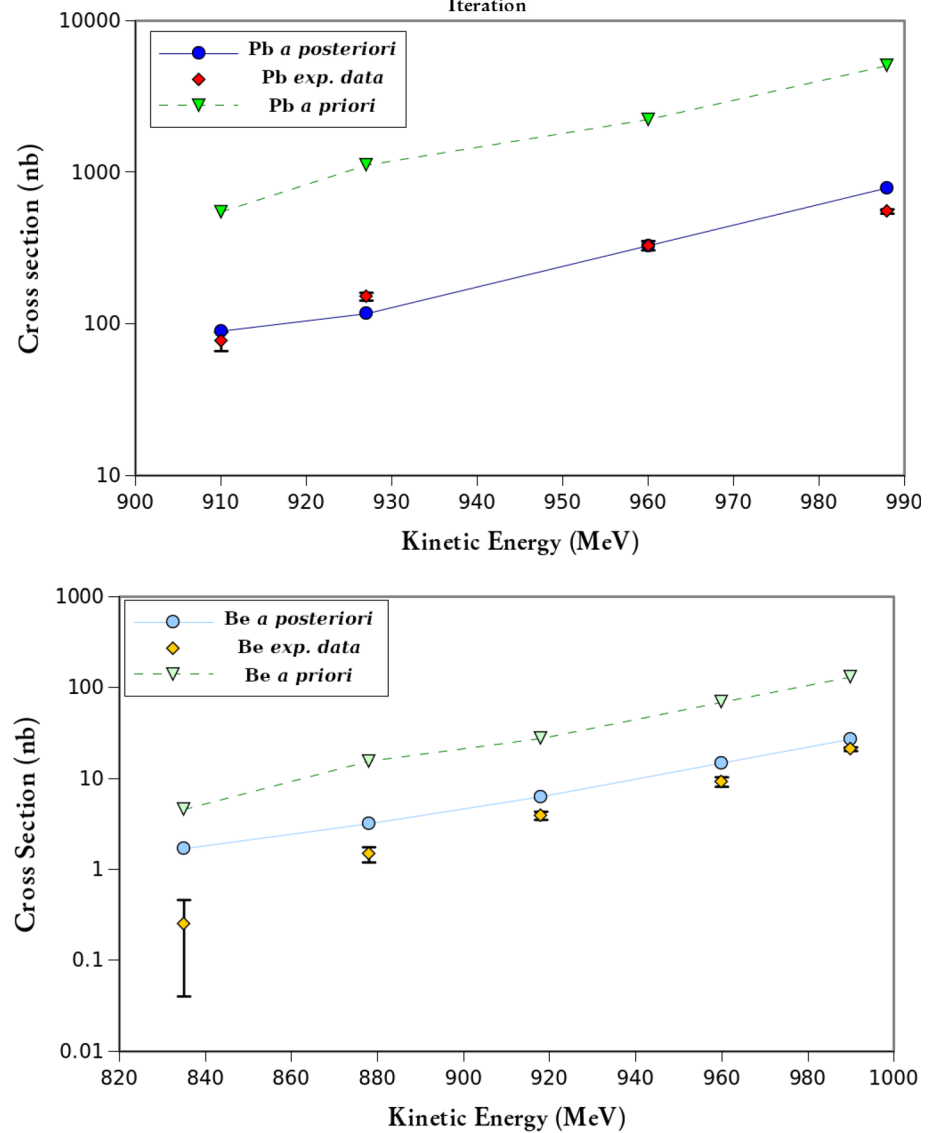 Iteration
10000
1000
100
10
Cross section (nb)
Pb a posteriori
Pb exp. data
Pb a priori
900 910 920 930 940 950 960 970 980 990
Kinetic Energy (MeV)
1000
100
10
1
0.1
0.01
Cross Section (nb)
Be a posteriori
Be exp. data
Be a priori
820 840 860 880 900 920 940 960 980 1000
Kinetic Energy (MeV)